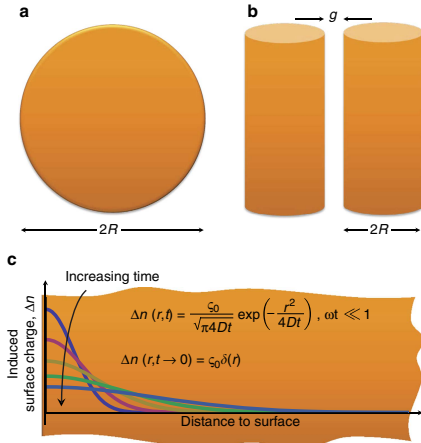 a
2R
b
g
2R
c
Increasing time
Δn (r,t) = ς₀ / √π4Dt exp(−r²/4Dt), ωt ≪ 1
Δn (r,t → 0) = ς₀δ(r)
Induced
surface charge, Δn
Distance to surface